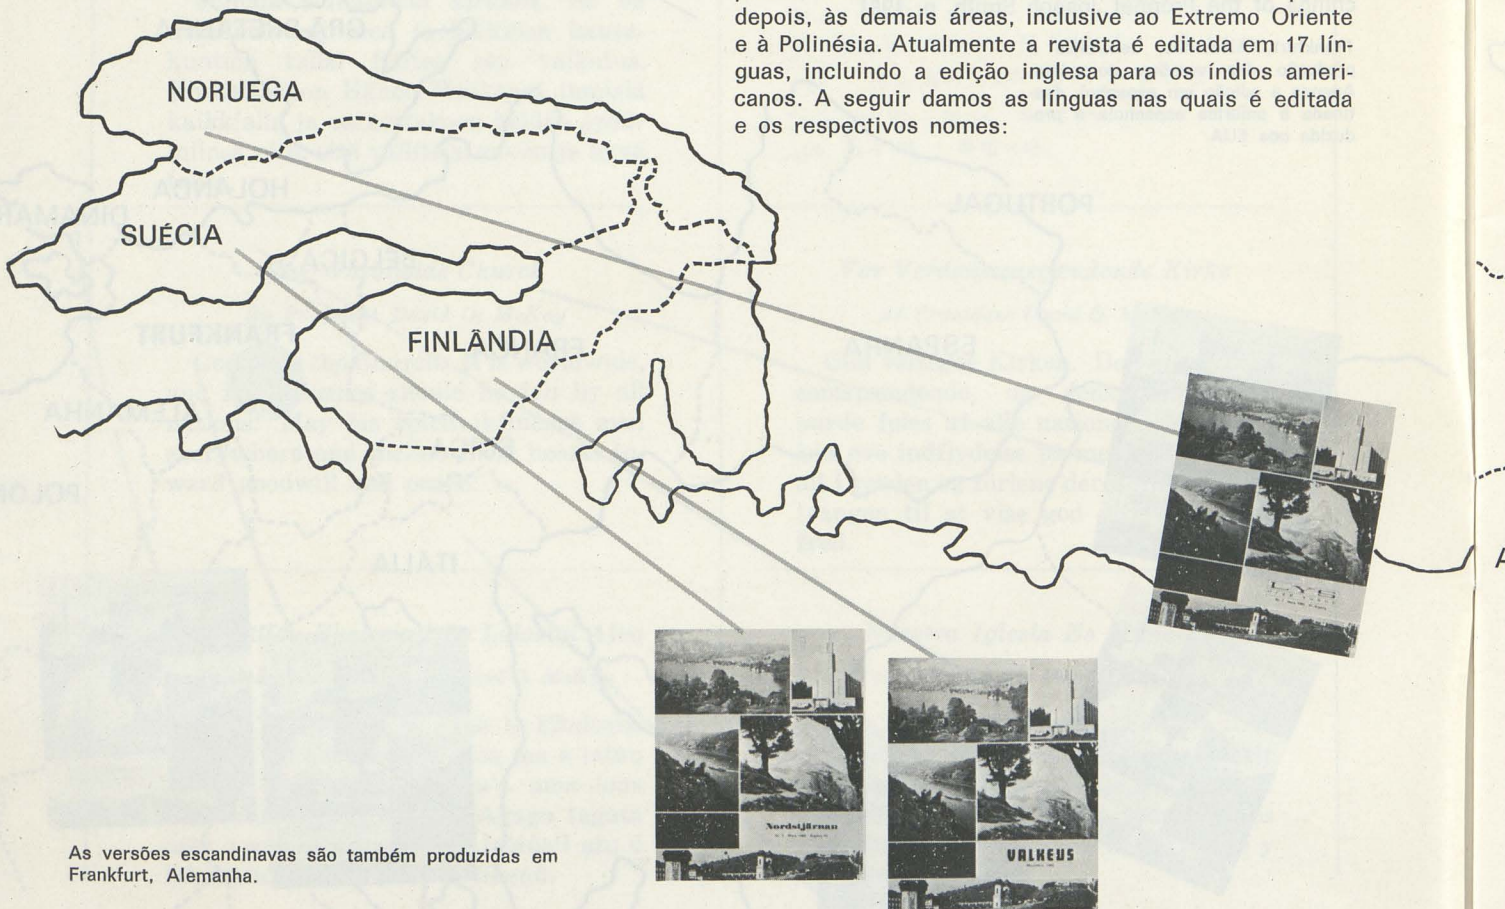 depois, às demais áreas, inclusive ao Extremo Oriente
e à Polinésia. Atualmente a revista é editada em 17 lín-
guas, incluindo a edição inglesa para os índios ameri-
canos. A seguir damos as línguas nas quais é editada
e os respectivos nomes:
NORUEGA
SUÉCIA
FINLÂNDIA
LYS
Nordstjärnan
VALKEUS
As versões escandinavas são também produzidas em
Frankfurt, Alemanha.